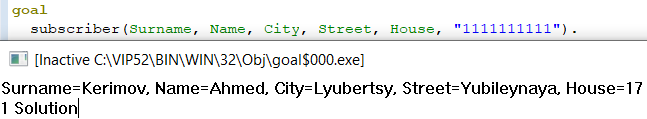 goal
subscriber(Surname, Name, City, Street, House, "1111111111").
[Inactive C:\VIP52\BIN\WIN\32\Obj\goal$000.exe]
Surname=Kerimov, Name=Ahmed, City=Lyubertsy, Street=Yubileynaya, House=17
1 Solution